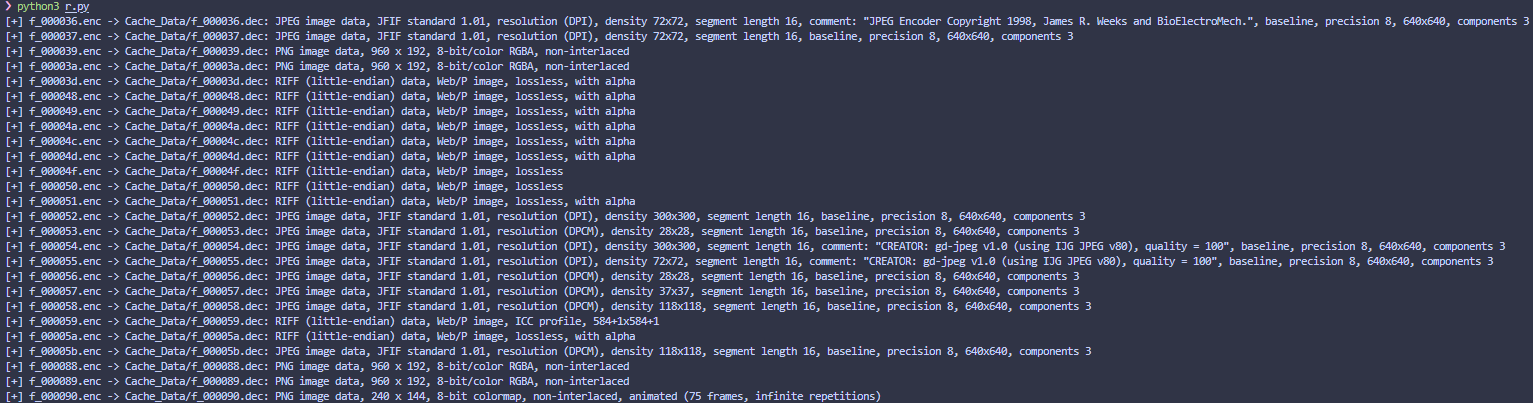 ❯ python3 r.py
[+] f_000036.enc -> Cache_Data/f_000036.dec: JPEG image data, JFIF standard 1.01, resolution (DPI), density 72x72, segment length 16, comment: "JPEG Encoder Copyright 1998, James R. Weeks and BioElectroMech.", baseline, precision 8, 640x640, components 3
[+] f_000037.enc -> Cache_Data/f_000037.dec: JPEG image data, JFIF standard 1.01, resolution (DPI), density 72x72, segment length 16, baseline, precision 8, 640x640, components 3
[+] f_000039.enc -> Cache_Data/f_000039.dec: PNG image data, 960 x 192, 8-bit/color RGBA, non-interlaced
[+] f_00003a.enc -> Cache_Data/f_00003a.dec: PNG image data, 960 x 192, 8-bit/color RGBA, non-interlaced
[+] f_00003d.enc -> Cache_Data/f_00003d.dec: RIFF (little-endian) data, Web/P image, lossless, with alpha
[+] f_000048.enc -> Cache_Data/f_000048.dec: RIFF (little-endian) data, Web/P image, lossless, with alpha
[+] f_000049.enc -> Cache_Data/f_000049.dec: RIFF (little-endian) data, Web/P image, lossless, with alpha
[+] f_00004a.enc -> Cache_Data/f_00004a.dec: RIFF (little-endian) data, Web/P image, lossless, with alpha
[+] f_00004c.enc -> Cache_Data/f_00004c.dec: RIFF (little-endian) data, Web/P image, lossless, with alpha
[+] f_00004d.enc -> Cache_Data/f_00004d.dec: RIFF (little-endian) data, Web/P image, lossless, with alpha
[+] f_00004f.enc -> Cache_Data/f_00004f.dec: RIFF (little-endian) data, Web/P image, lossless
[+] f_000050.enc -> Cache_Data/f_000050.dec: RIFF (little-endian) data, Web/P image, lossless
[+] f_000051.enc -> Cache_Data/f_000051.dec: RIFF (little-endian) data, Web/P image, lossless, with alpha
[+] f_000052.enc -> Cache_Data/f_000052.dec: JPEG image data, JFIF standard 1.01, resolution (DPI), density 300x300, segment length 16, baseline, precision 8, 640x640, components 3
[+] f_000053.enc -> Cache_Data/f_000053.dec: JPEG image data, JFIF standard 1.01, resolution (DPCM), density 28x28, segment length 16, baseline, precision 8, 640x640, components 3
[+] f_000054.enc -> Cache_Data/f_000054.dec: JPEG image data, JFIF standard 1.01, resolution (DPI), density 300x300, segment length 16, comment: "CREATOR: gd-jpeg v1.0 (using IJG JPEG v80), quality = 100", baseline, precision 8, 640x640, components 3
[+] f_000055.enc -> Cache_Data/f_000055.dec: JPEG image data, JFIF standard 1.01, resolution (DPI), density 72x72, segment length 16, comment: "CREATOR: gd-jpeg v1.0 (using IJG JPEG v80), quality = 100", baseline, precision 8, 640x640, components 3
[+] f_000056.enc -> Cache_Data/f_000056.dec: JPEG image data, JFIF standard 1.01, resolution (DPCM), density 28x28, segment length 16, baseline, precision 8, 640x640, components 3
[+] f_000057.enc -> Cache_Data/f_000057.dec: JPEG image data, JFIF standard 1.01, resolution (DPCM), density 37x37, segment length 16, baseline, precision 8, 640x640, components 3
[+] f_000058.enc -> Cache_Data/f_000058.dec: JPEG image data, JFIF standard 1.01, resolution (DPCM), density 118x118, segment length 16, baseline, precision 8, 640x640, components 3
[+] f_000059.enc -> Cache_Data/f_000059.dec: RIFF (little-endian) data, Web/P image, ICC profile, 584+1x584+1
[+] f_00005a.enc -> Cache_Data/f_00005a.dec: RIFF (little-endian) data, Web/P image, lossless, with alpha
[+] f_00005b.enc -> Cache_Data/f_00005b.dec: JPEG image data, JFIF standard 1.01, resolution (DPCM), density 118x118, segment length 16, baseline, precision 8, 640x640, components 3
[+] f_000088.enc -> Cache_Data/f_000088.dec: PNG image data, 960 x 192, 8-bit/color RGBA, non-interlaced
[+] f_000089.enc -> Cache_Data/f_000089.dec: PNG image data, 960 x 192, 8-bit/color RGBA, non-interlaced
[+] f_000090.enc -> Cache_Data/f_000090.dec: PNG image data, 240 x 144, 8-bit colormap, non-interlaced, animated (75 frames, infinite repetitions)